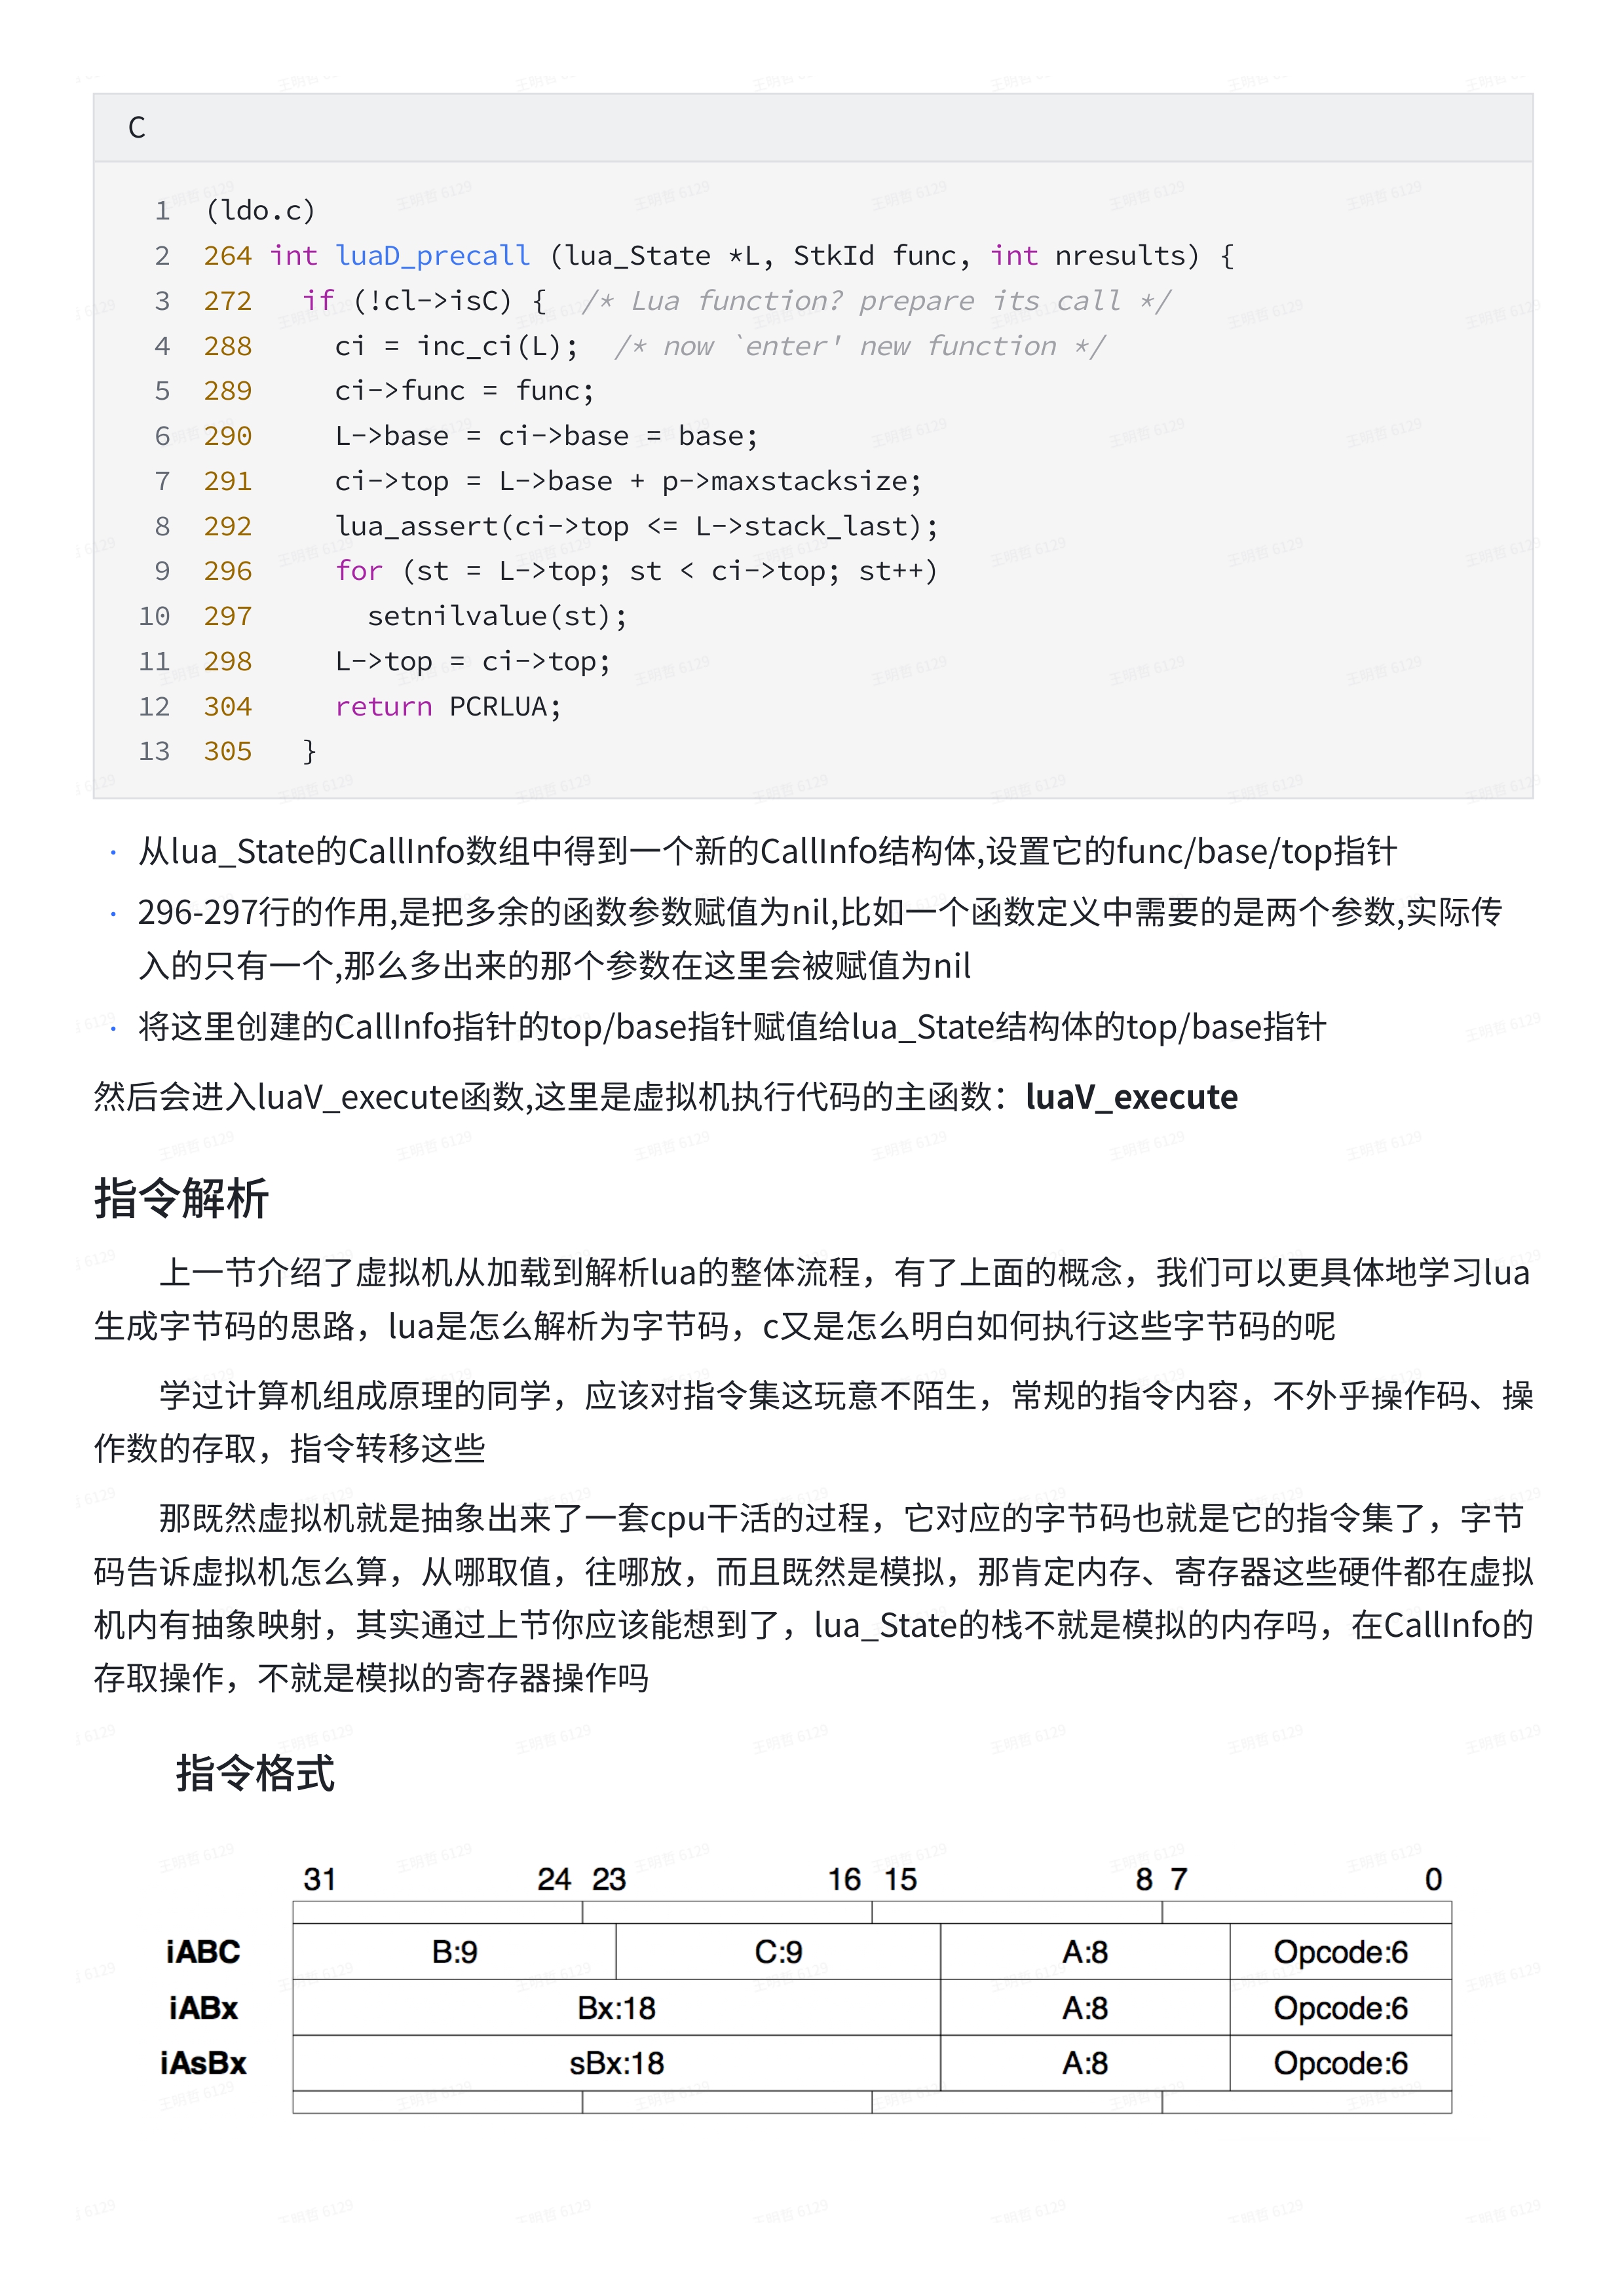 C
1 (ldo.c)
2 264 int luaD_precall (lua_State *L, StkId func, int nresults) {
3 272   if (!cl->isC) {  /* Lua function? prepare its call */
4 288     ci = inc_ci(L);  /* now `enter' new function */
5 289     ci->func = func;
6 290     L->base = ci->base = base;
7 291     ci->top = L->base + p->maxstacksize;
8 292     lua_assert(ci->top <= L->stack_last);
9 296     for (st = L->top; st < ci->top; st++)
10 297       setnilvalue(st);
11 298     L->top = ci->top;
12 304     return PCRLUA;
13 305   }
· 从lua_State的CallInfo数组中得到一个新的CallInfo结构体,设置它的func/base/top指针
· 296-297行的作用,是把多余的函数参数赋值为nil,比如一个函数定义中需要的是两个参数,实际传
入的只有一个,那么多出来的那个参数在这里会被赋值为nil
· 将这里创建的CallInfo指针的top/base指针赋值给lua_State结构体的top/base指针
然后会进入luaV_execute函数,这里是虚拟机执行代码的主函数：luaV_execute
指令解析
上一节介绍了虚拟机从加载到解析lua的整体流程，有了上面的概念，我们可以更具体地学习lua
生成字节码的思路，lua是怎么解析为字节码，c又是怎么明白如何执行这些字节码的呢
学过计算机组成原理的同学，应该对指令集这玩意不陌生，常规的指令内容，不外乎操作码、操
作数的存取，指令转移这些
那既然虚拟机就是抽象出来了一套cpu干活的过程，它对应的字节码也就是它的指令集了，字节
码告诉虚拟机怎么算，从哪取值，往哪放，而且既然是模拟，那肯定内存、寄存器这些硬件都在虚拟
机内有抽象映射，其实通过上节你应该能想到了，lua_State的栈不就是模拟的内存吗，在CallInfo的
存取操作，不就是模拟的寄存器操作吗
指令格式
31 24 23 16 15 8 7 0
iABC B:9 C:9 A:8 Opcode:6
iABx Bx:18 A:8 Opcode:6
iAsBx sBx:18 A:8 Opcode:6
王明哲 6129